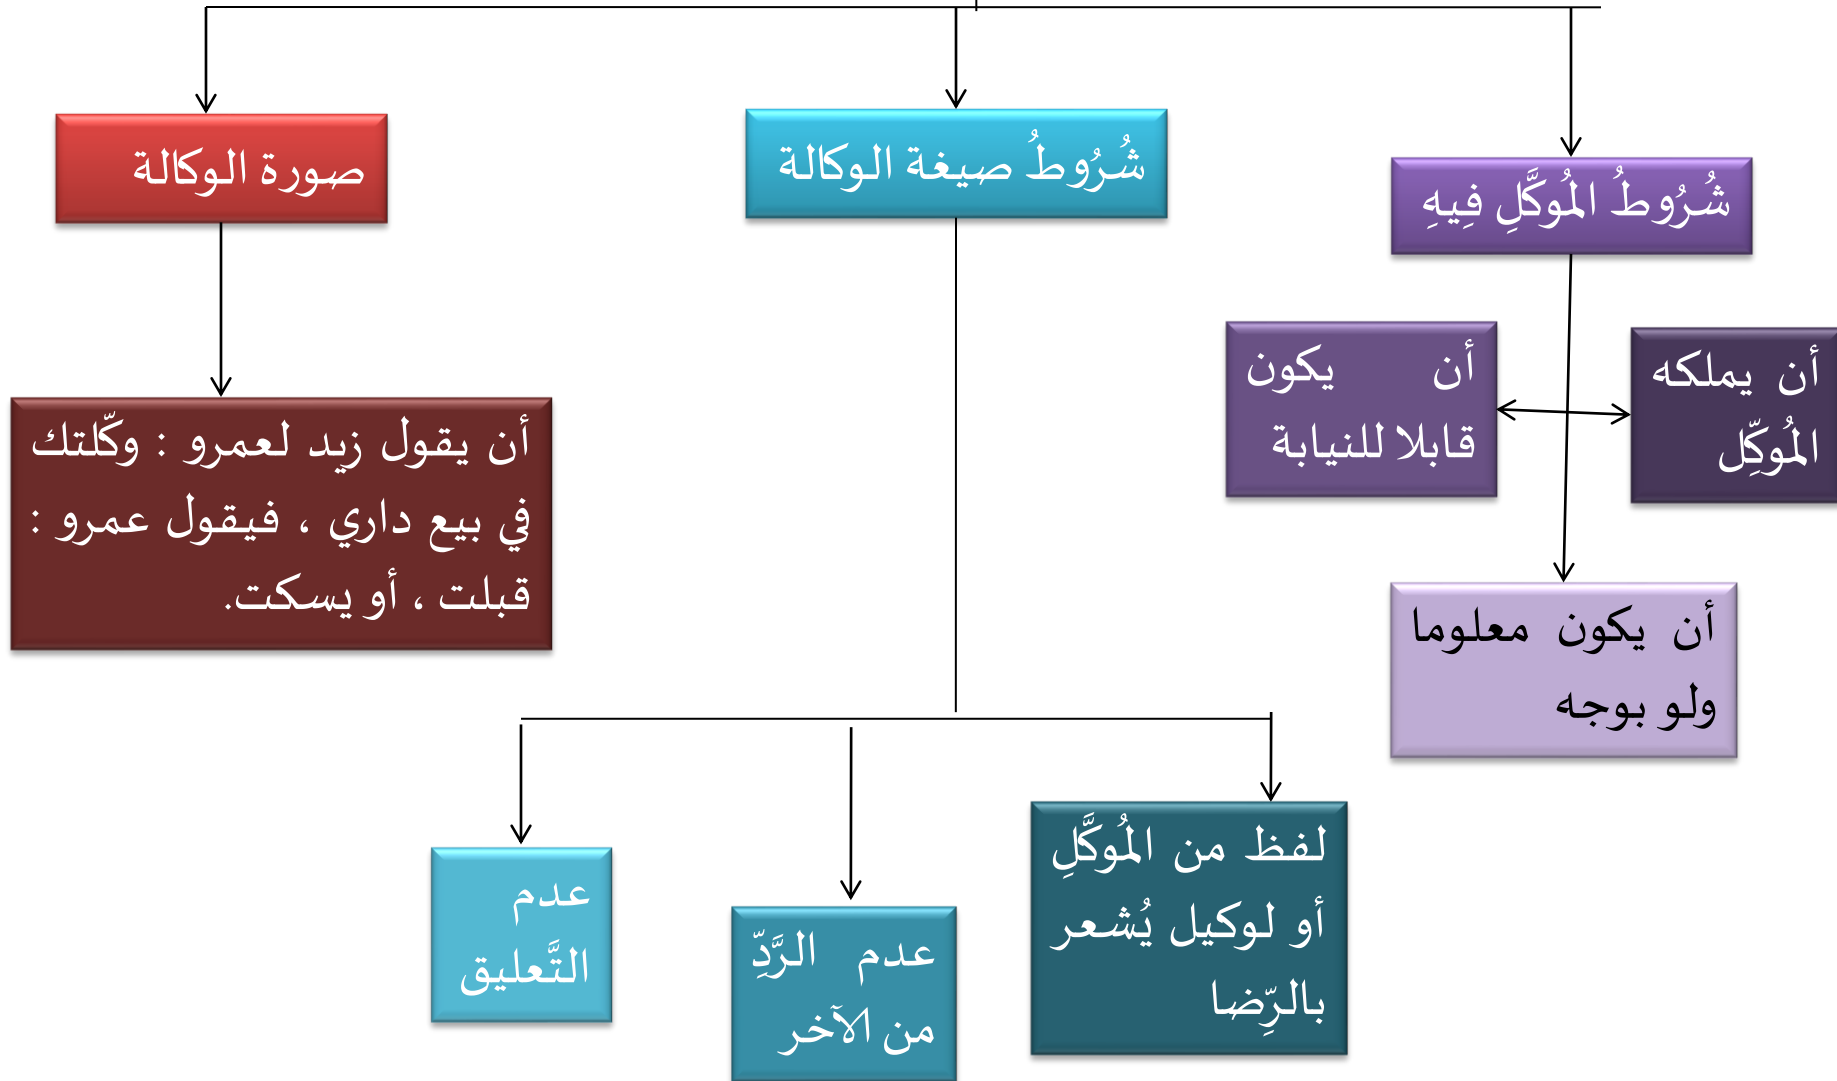 شُرُوطُ المُوكَّلِ فِيهِ
أن يملكه
المُوكِّل
أن يكون
قابلا للنيابة
أن يكون معلوما
ولو بوجه
شُرُوطُ صيغة الوكالة
لفظ من المُوكَّلِ
أو لوكيل يُشعر
بالرِّضا
عدم الرَّدِّ
من الآخر
عدم
التَّعليق
صورة الوكالة
أن يقول زيد لعمرو : وكّلتك
في بيع داري ، فيقول عمرو :
قبلت ، أو يسكت.